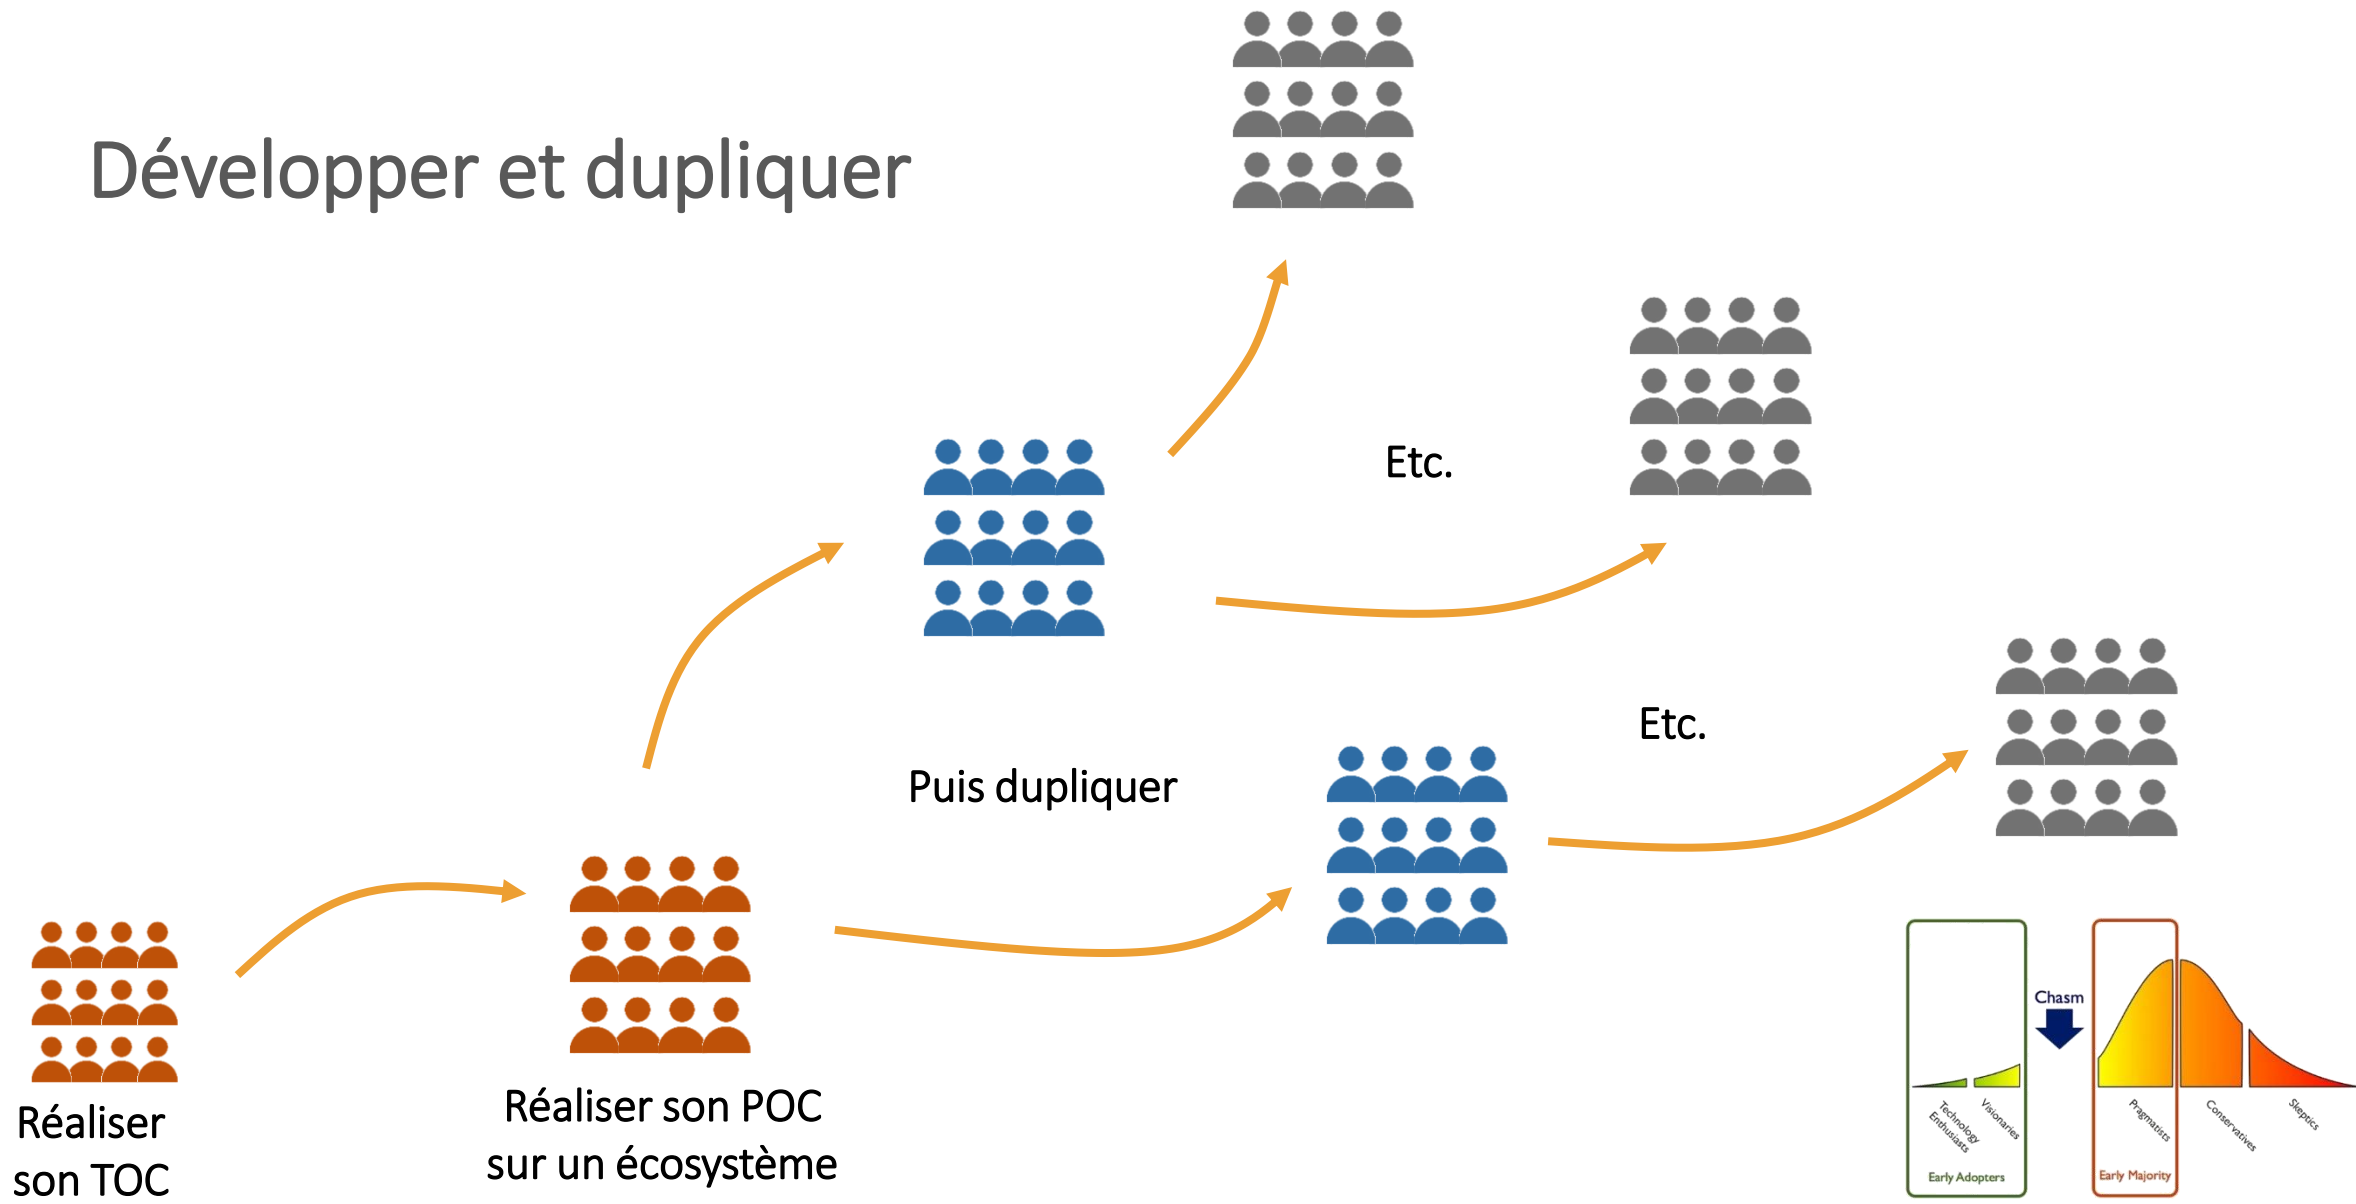 Développer et dupliquer
Etc.
Etc.
Puis dupliquer
Réaliser
son TOC
Réaliser son POC
sur un écosystème
Chasm
Technology
Enthusiasts
Visionaries
Pragmatists
Conservatives
Skeptics
Early Adopters
Early Majority